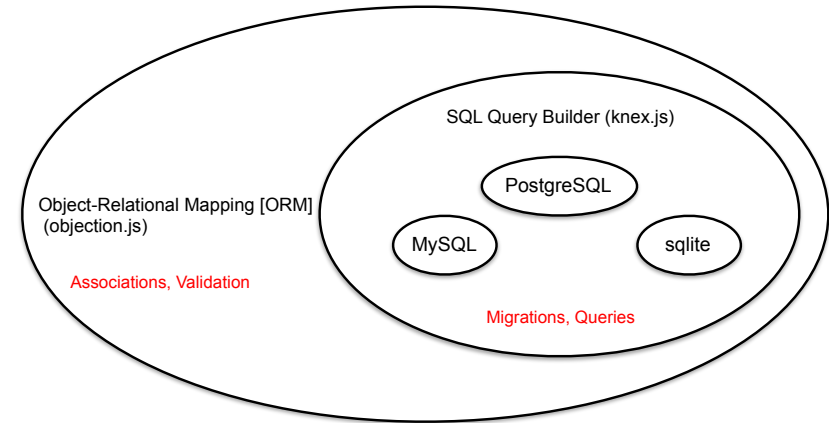 SQL Query Builder (knex.js)
PostgreSQL
Object-Relational Mapping [ORM]
(objection.js)
MySQL
sqlite
Associations, Validation
Migrations, Queries